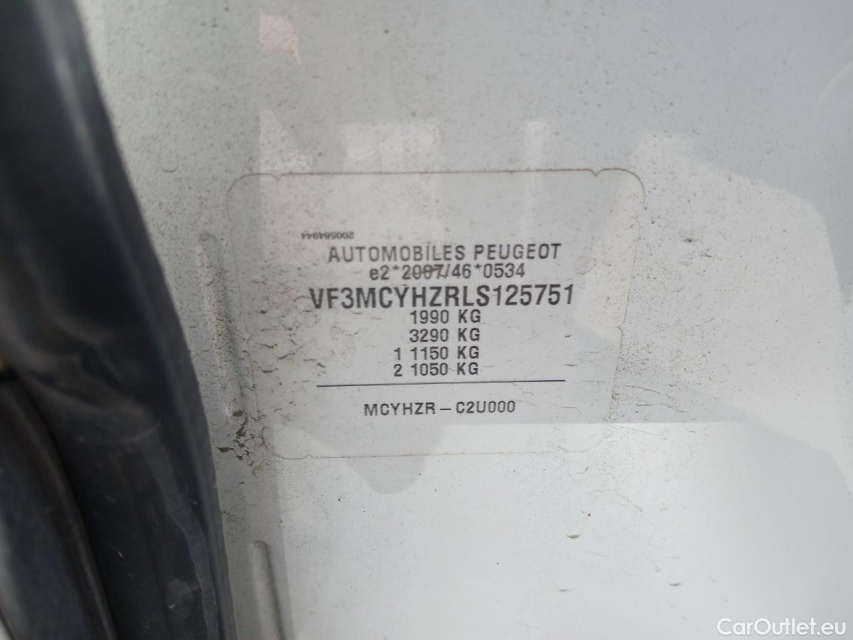 200584944
AUTOMOBILES PEUGEOT
e2*2007/46*0534
VF3MCYHZRLS125751
1990 KG
3290 KG
1 1150 KG
2 1050 KG
MCYHZR – C2U000
CarOutlet.eu